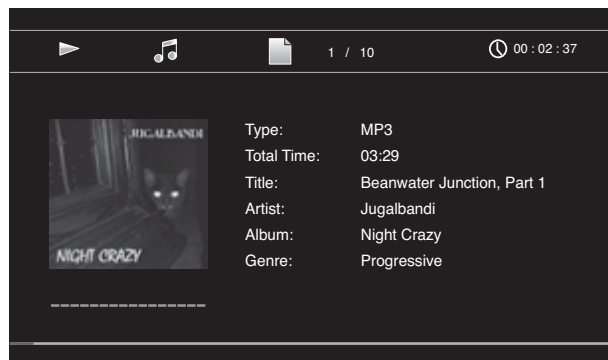 1 / 10
00 : 02 : 37
JUGALBANDI
NIGHT CRAZY
Type: MP3
Total Time: 03:29
Title: Beanwater Junction, Part 1
Artist: Jugalbandi
Album: Night Crazy
Genre: Progressive